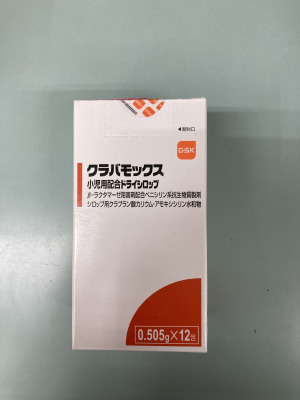 ◀開封口
GSK
クラバモックス
小児用配合ドライシロップ
β-ラクタマーゼ阻害剤配合ペニシリン系抗生物質製剤
シロップ用クラブラン酸カリウム・アモキシシリン水和物
0.505g×12包